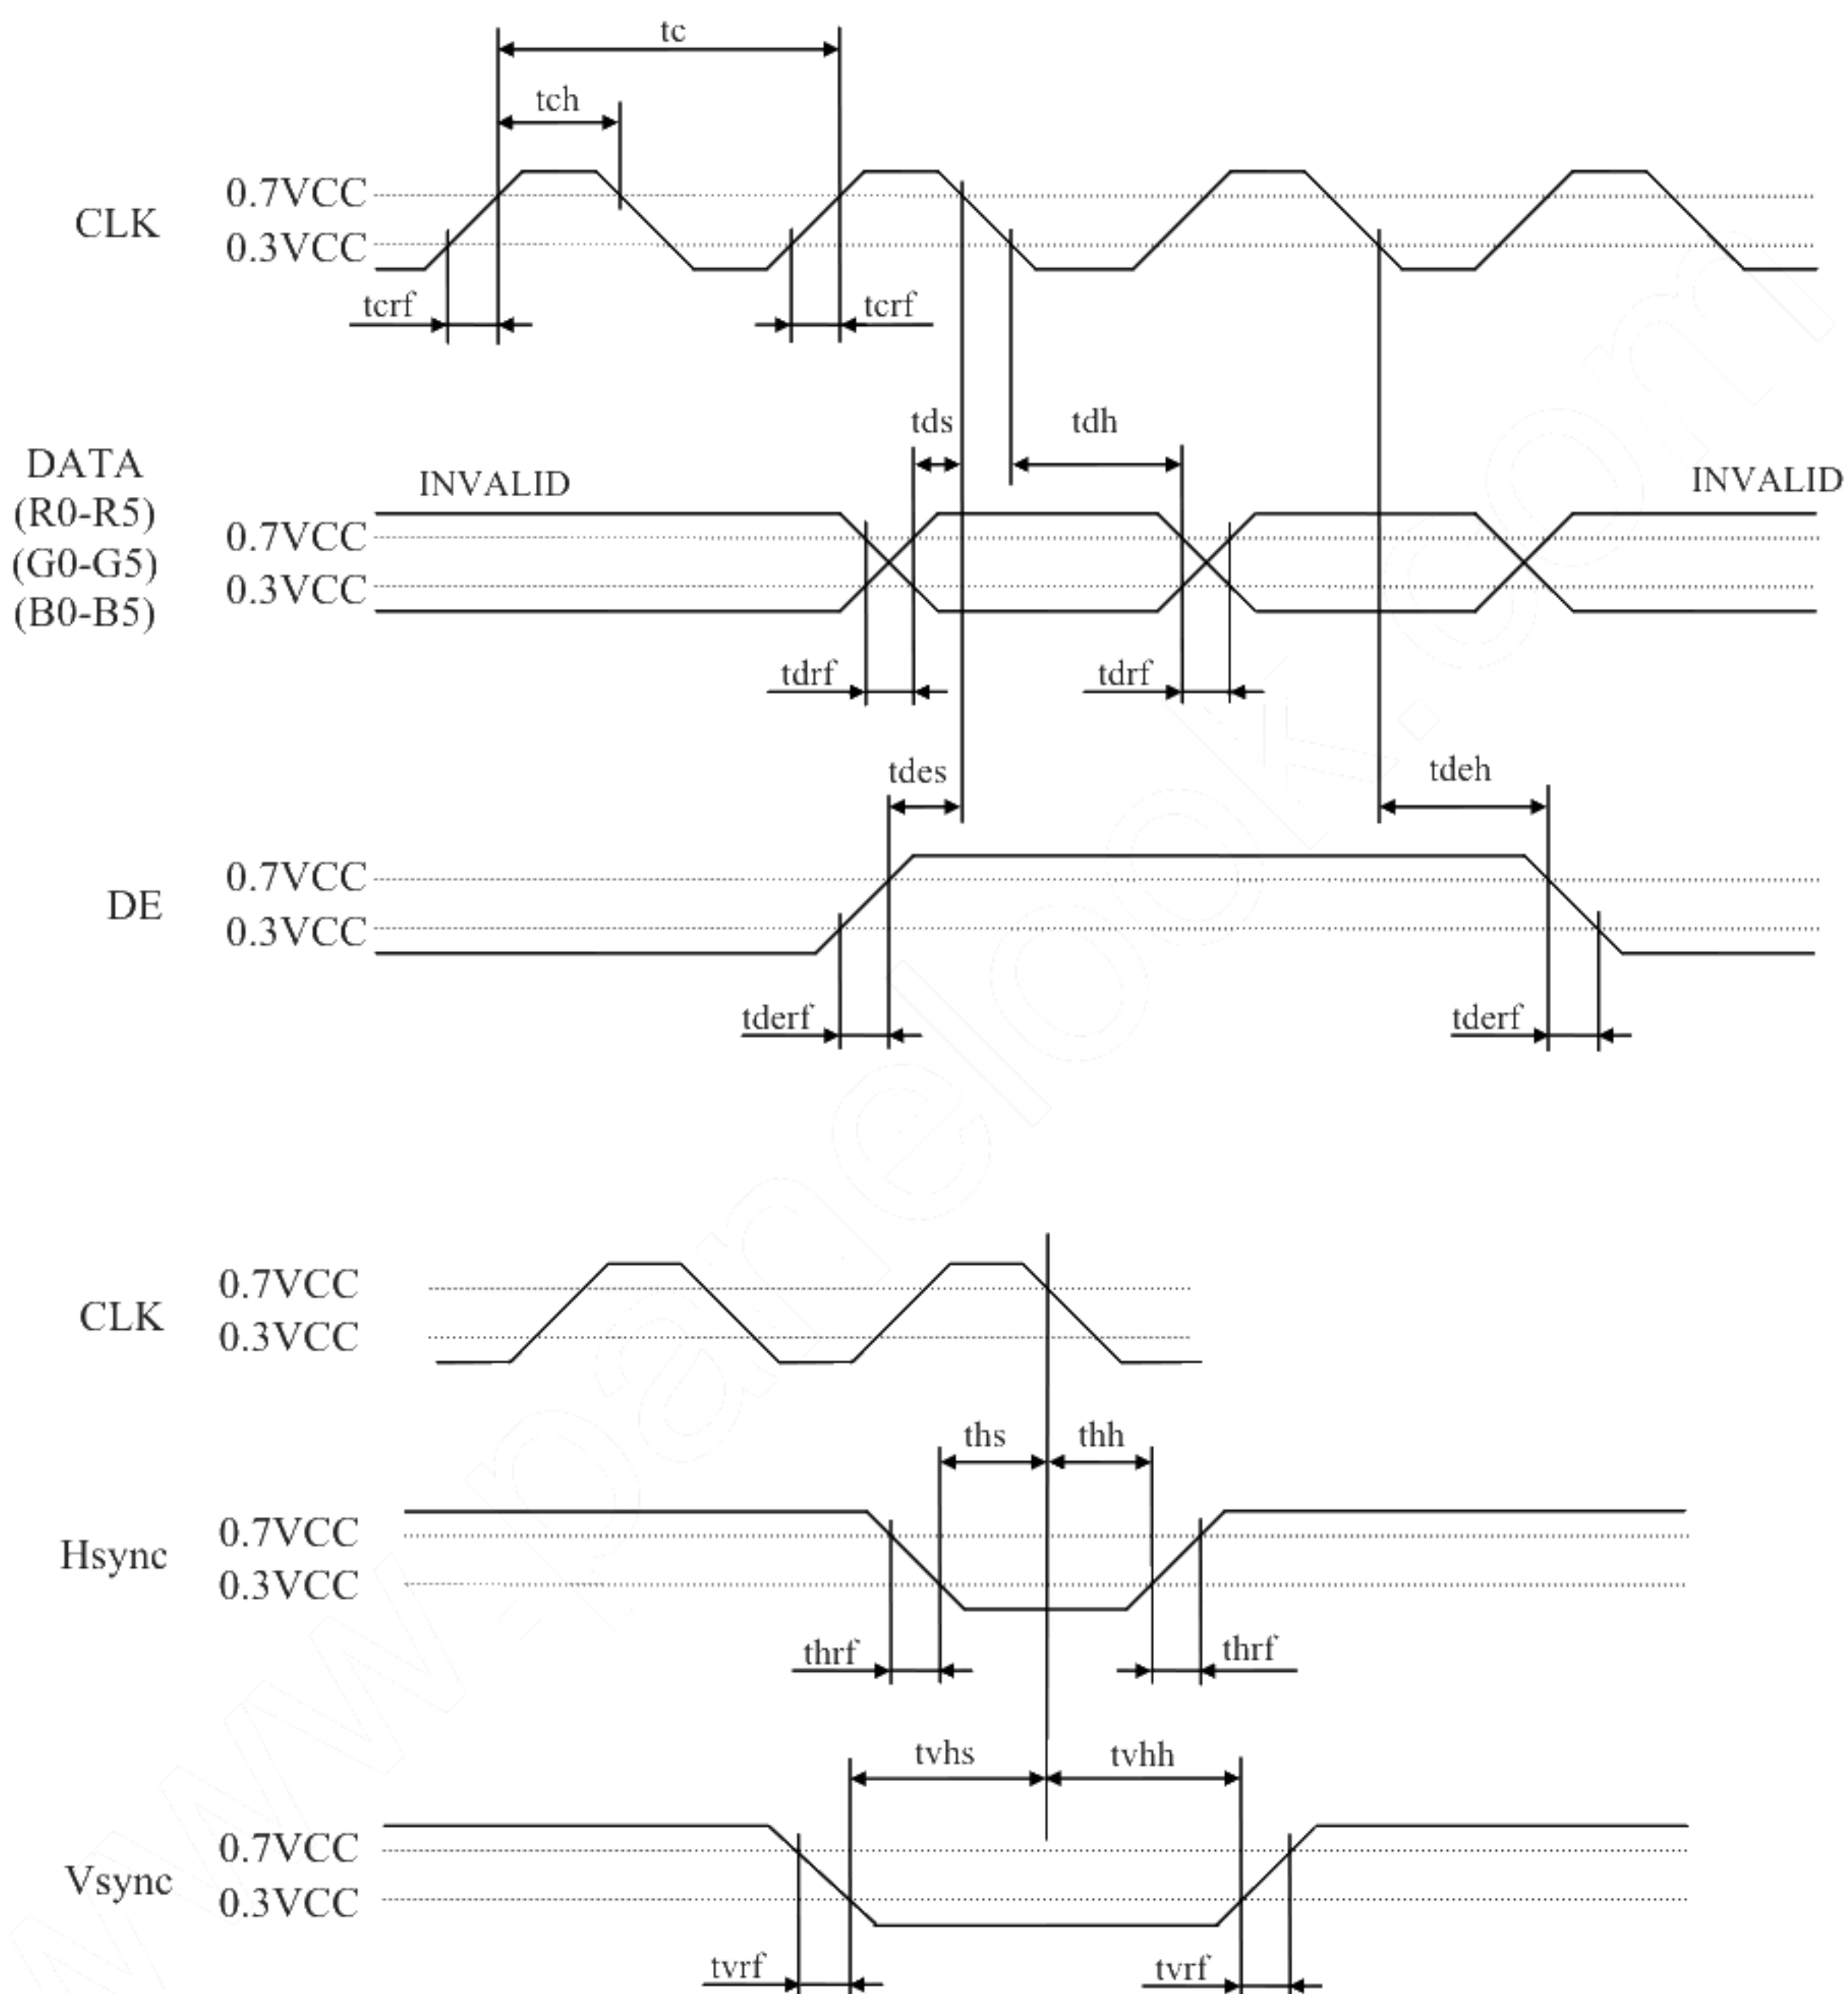 tc
tch
0.7VCC
CLK
0.3VCC
tcrf
tcrf
tds
tdh
DATA
INVALID
INVALID
(R0-R5)
0.7VCC
(G0-G5)
0.3VCC
(B0-B5)
tdrf
tdrf
tdes
tdeh
0.7VCC
DE
0.3VCC
tderf
tderf
0.7VCC
CLK
0.3VCC
ths
thh
0.7VCC
Hsync
0.3VCC
thrf
thrf
tvhs
tvhh
0.7VCC
Vsync
0.3VCC
tvrf
tvrf
www.panelook.com